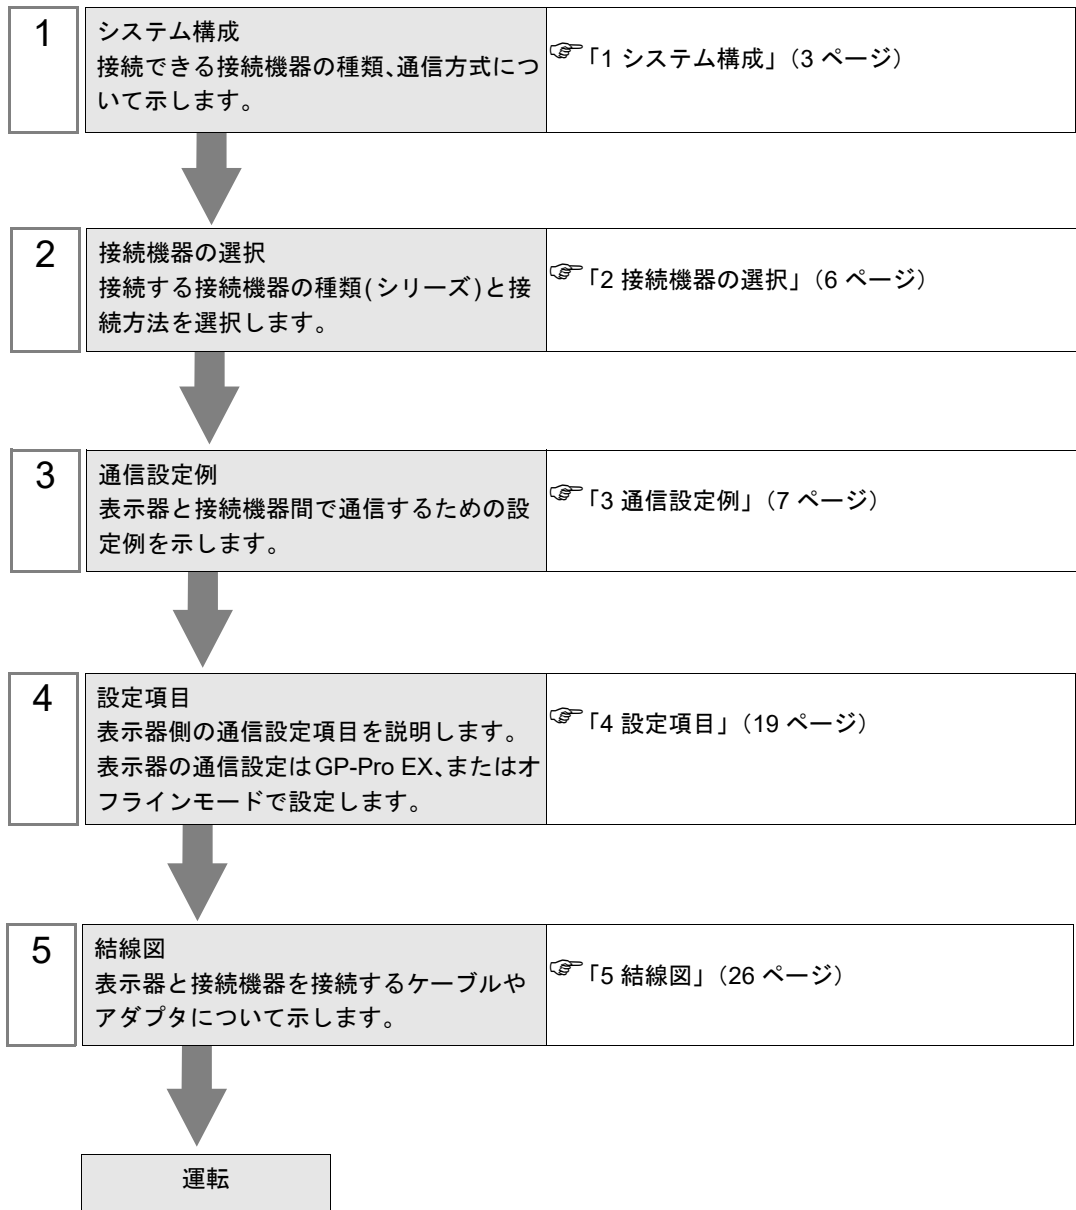 1
システム構成
接続できる接続機器の種類、通信方式につ
いて示します。
☞「1 システム構成」（3 ページ）
2
接続機器の選択
接続する接続機器の種類(シリーズ)と接
続方法を選択します。
☞「2 接続機器の選択」（6 ページ）
3
通信設定例
表示器と接続機器間で通信するための設
定例を示します。
☞「3 通信設定例」（7 ページ）
4
設定項目
表示器側の通信設定項目を説明します。
表示器の通信設定はGP-Pro EX、またはオ
フラインモードで設定します。
☞「4 設定項目」（19 ページ）
5
結線図
表示器と接続機器を接続するケーブルや
アダプタについて示します。
☞「5 結線図」（26 ページ）
運転